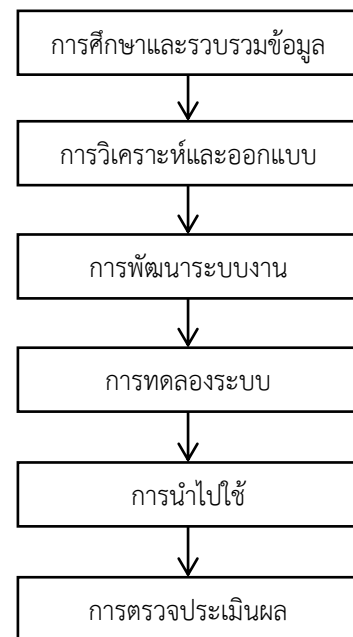 การศึกษาและรวบรวมข้อมูล
การวิเคราะห์และออกแบบ
การพัฒนาระบบงาน
การทดลองระบบ
การนำไปใช้
การตรวจประเมินผล